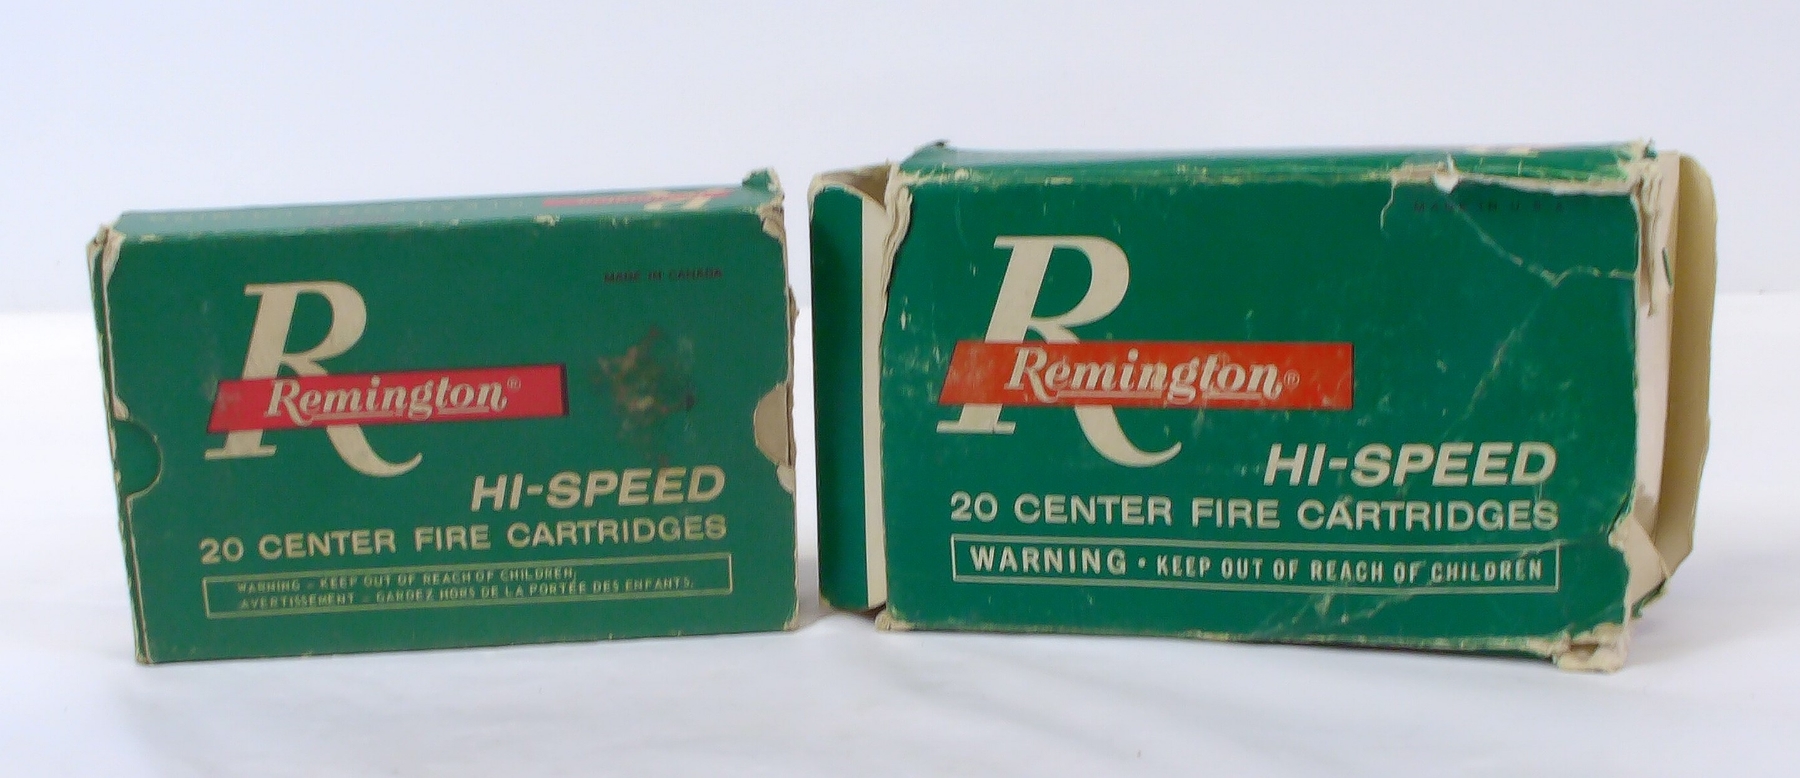 MADE IN CANADA
R
Remington®
HI-SPEED
20 CENTER FIRE CARTRIDGES
WARNING – KEEP OUT OF REACH OF CHILDREN,
AVERTISSEMENT – GARDEZ HORS DE LA PORTÉE DES ENFANTS.
MADE IN U.S.A.
R
Remington®
HI-SPEED
20 CENTER FIRE CARTRIDGES
WARNING • KEEP OUT OF REACH OF CHILDREN